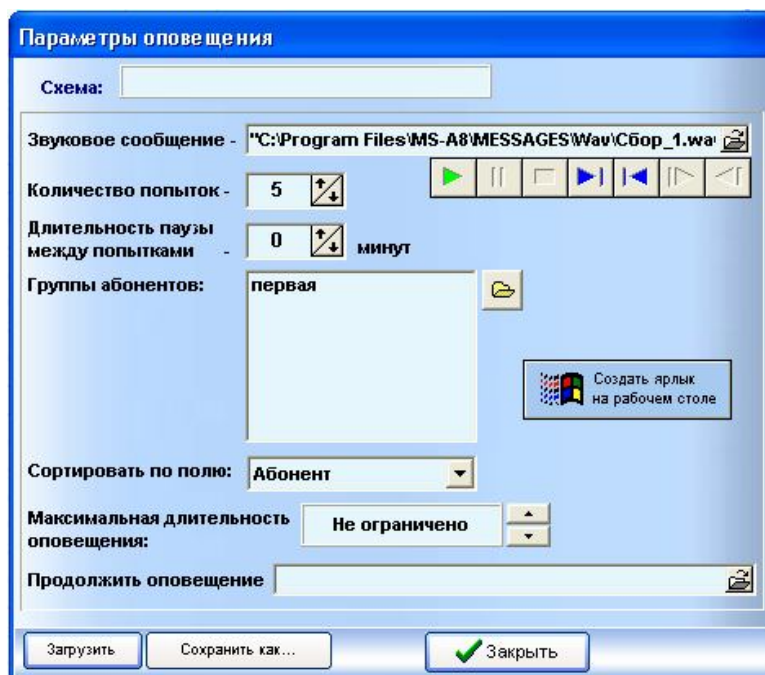 Параметры оповещения
Схема:
Звуковое сообщение - "C:\Program Files\MS-A8\MESSAGES\Wav\Сбор_1.wav
Количество попыток - 5
Длительность паузы
между попытками - 0 минут
Группы абонентов: первая
Создать ярлык
на рабочем столе
Сортировать по полю: Абонент
Максимальная длительность
оповещения: Не ограничено
Продолжить оповещение
Загрузить Сохранить как... Закрыть